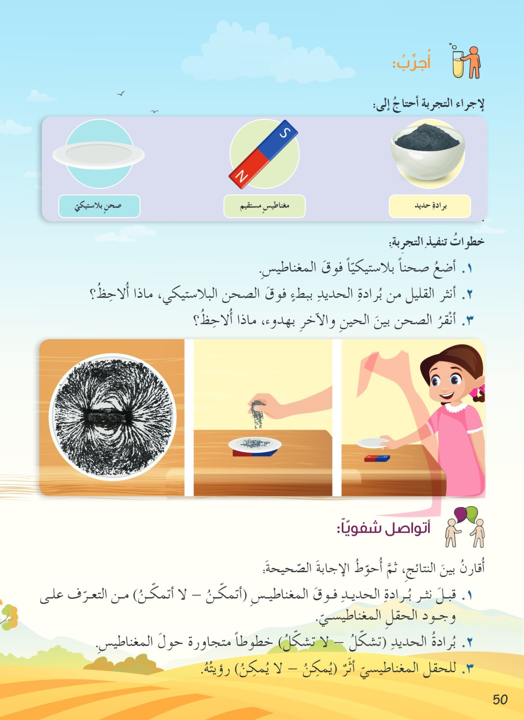 أُجرِّبُ:
لإجراء التجربة أحتاجُ إلى:
S
N
برادةِ حديد
مغناطيسٍ مستقيم
صحنٍ بلاستيكيّ
خطواتُ تنفيذِ التجربة:
١. أضعُ صحناً بلاستيكيّاً فوقَ المغناطيسِ.
٢. أنثر القليل من بُرادةِ الحديدِ ببطءٍ فوقَ الصحن البلاستيكي، ماذا أُلاحِظُ؟
٣. أنْقرُ الصحن بينَ الحينِ والآخرِ بهدوء، ماذا أُلاحِظُ؟
أتواصل شفويّاً:
أُقارنُ بينَ النتائجِ، ثمَّ أُحوّطُ الإجابةَ الصّحيحةَ:
١. قبلَ نثرِ بُرادةِ الحديدِ فوقَ المغناطيسِ (أتمكّنُ – لا أتمكّنُ) من التعرّف على
وجودِ الحقلِ المغناطيسيّ.
٢. بُرادةُ الحديدِ (تشكّلُ – لا تشكّلُ) خطوطاً متجاورة حولَ المغناطيسِ.
٣. للحقل المغناطيسيّ أثرٌ (يُمكِنُ – لا يُمكِنُ) رؤيتُهُ.
50